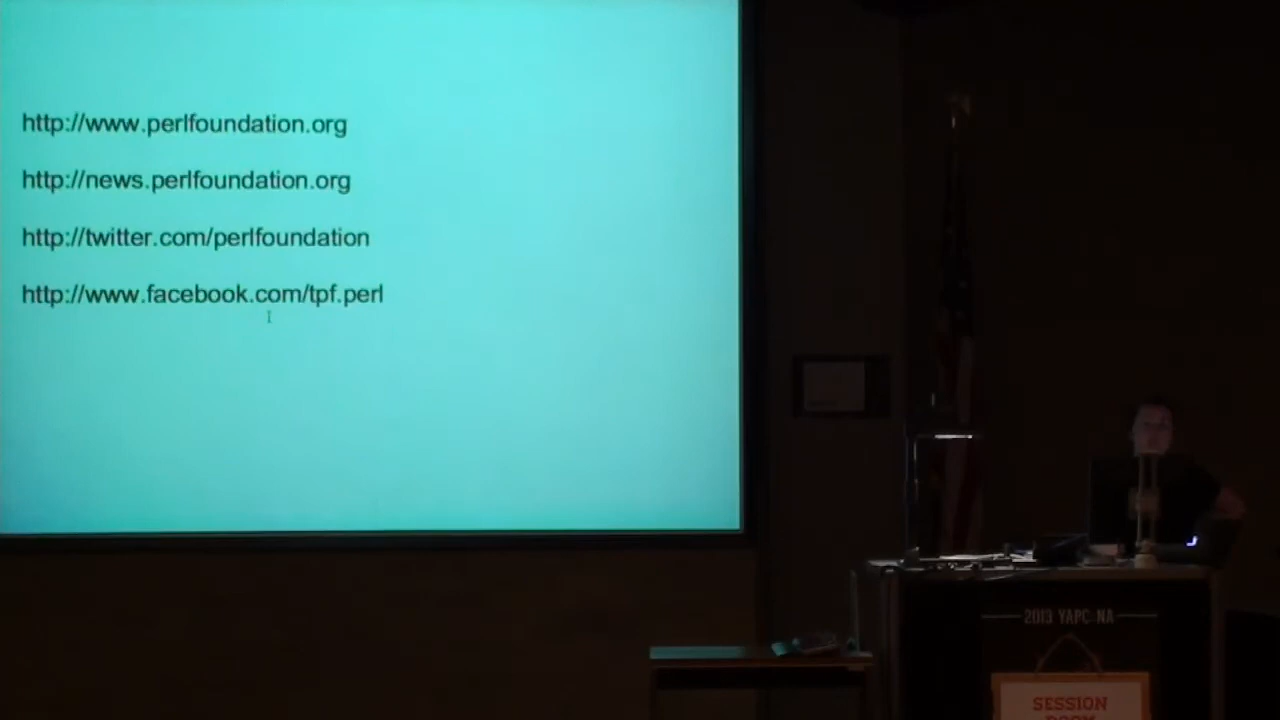 http://www.perlfoundation.org
http://news.perlfoundation.org
http://twitter.com/perlfoundation
http://www.facebook.com/tpf.perl
2013 YAPC NA
SESSION
ROOM